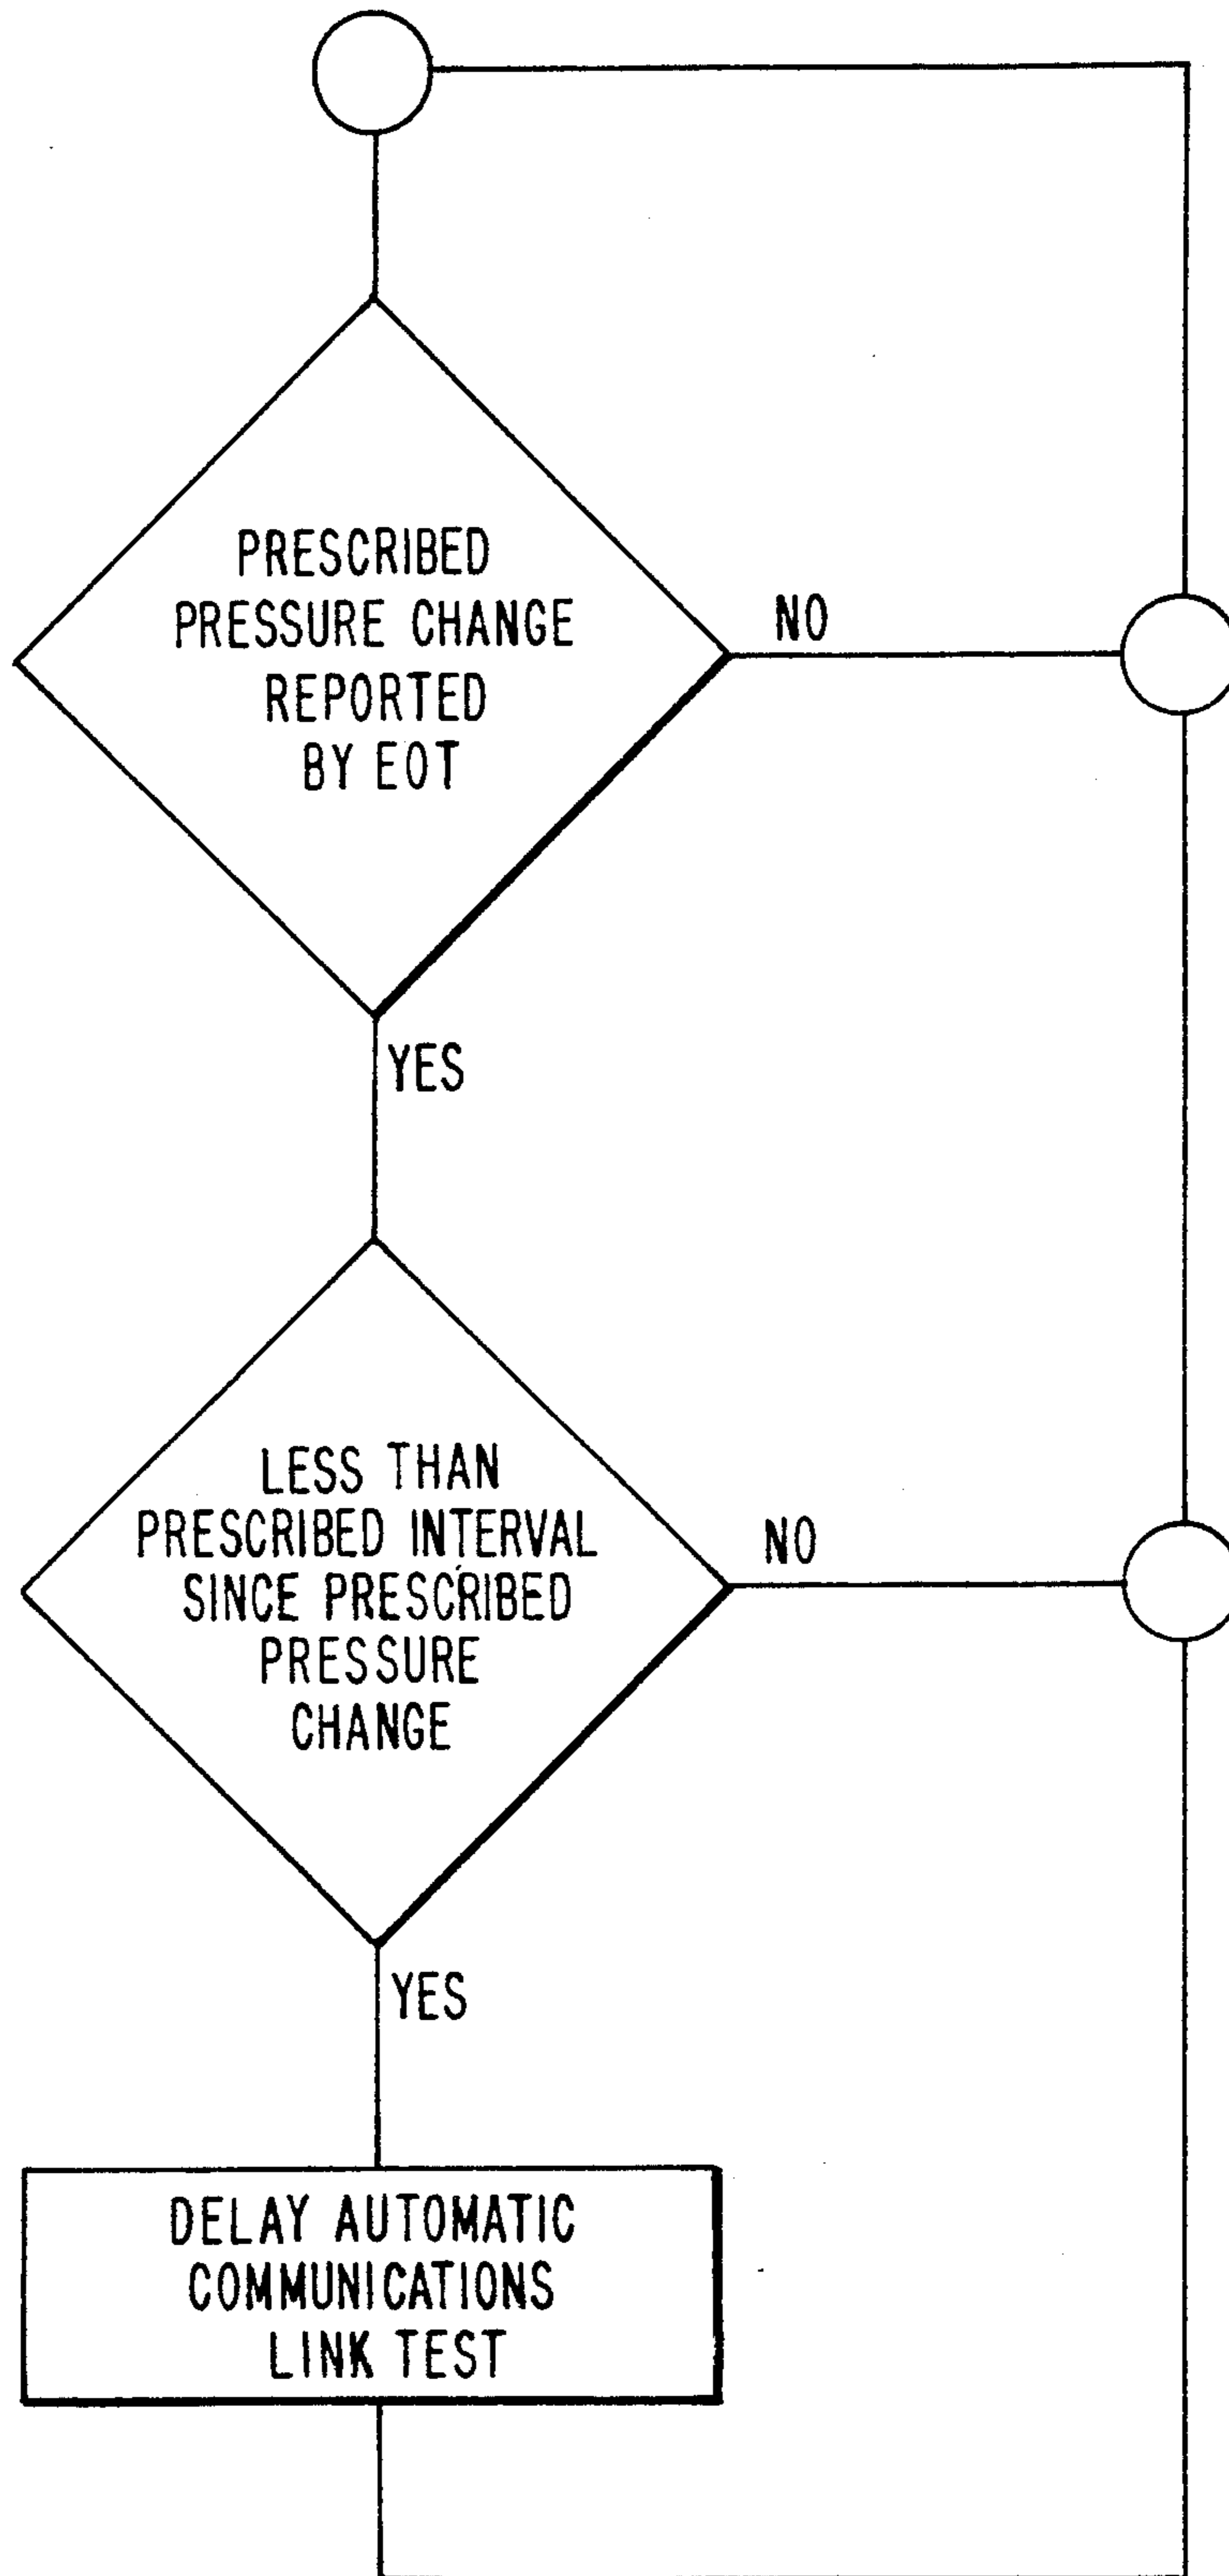 PRESCRIBED
PRESSURE CHANGE
REPORTED
BY EOT
NO
YES
LESS THAN
PRESCRIBED INTERVAL
SINCE PRESCRIBED
PRESSURE
CHANGE
NO
YES
DELAY AUTOMATIC
COMMUNICATIONS
LINK TEST